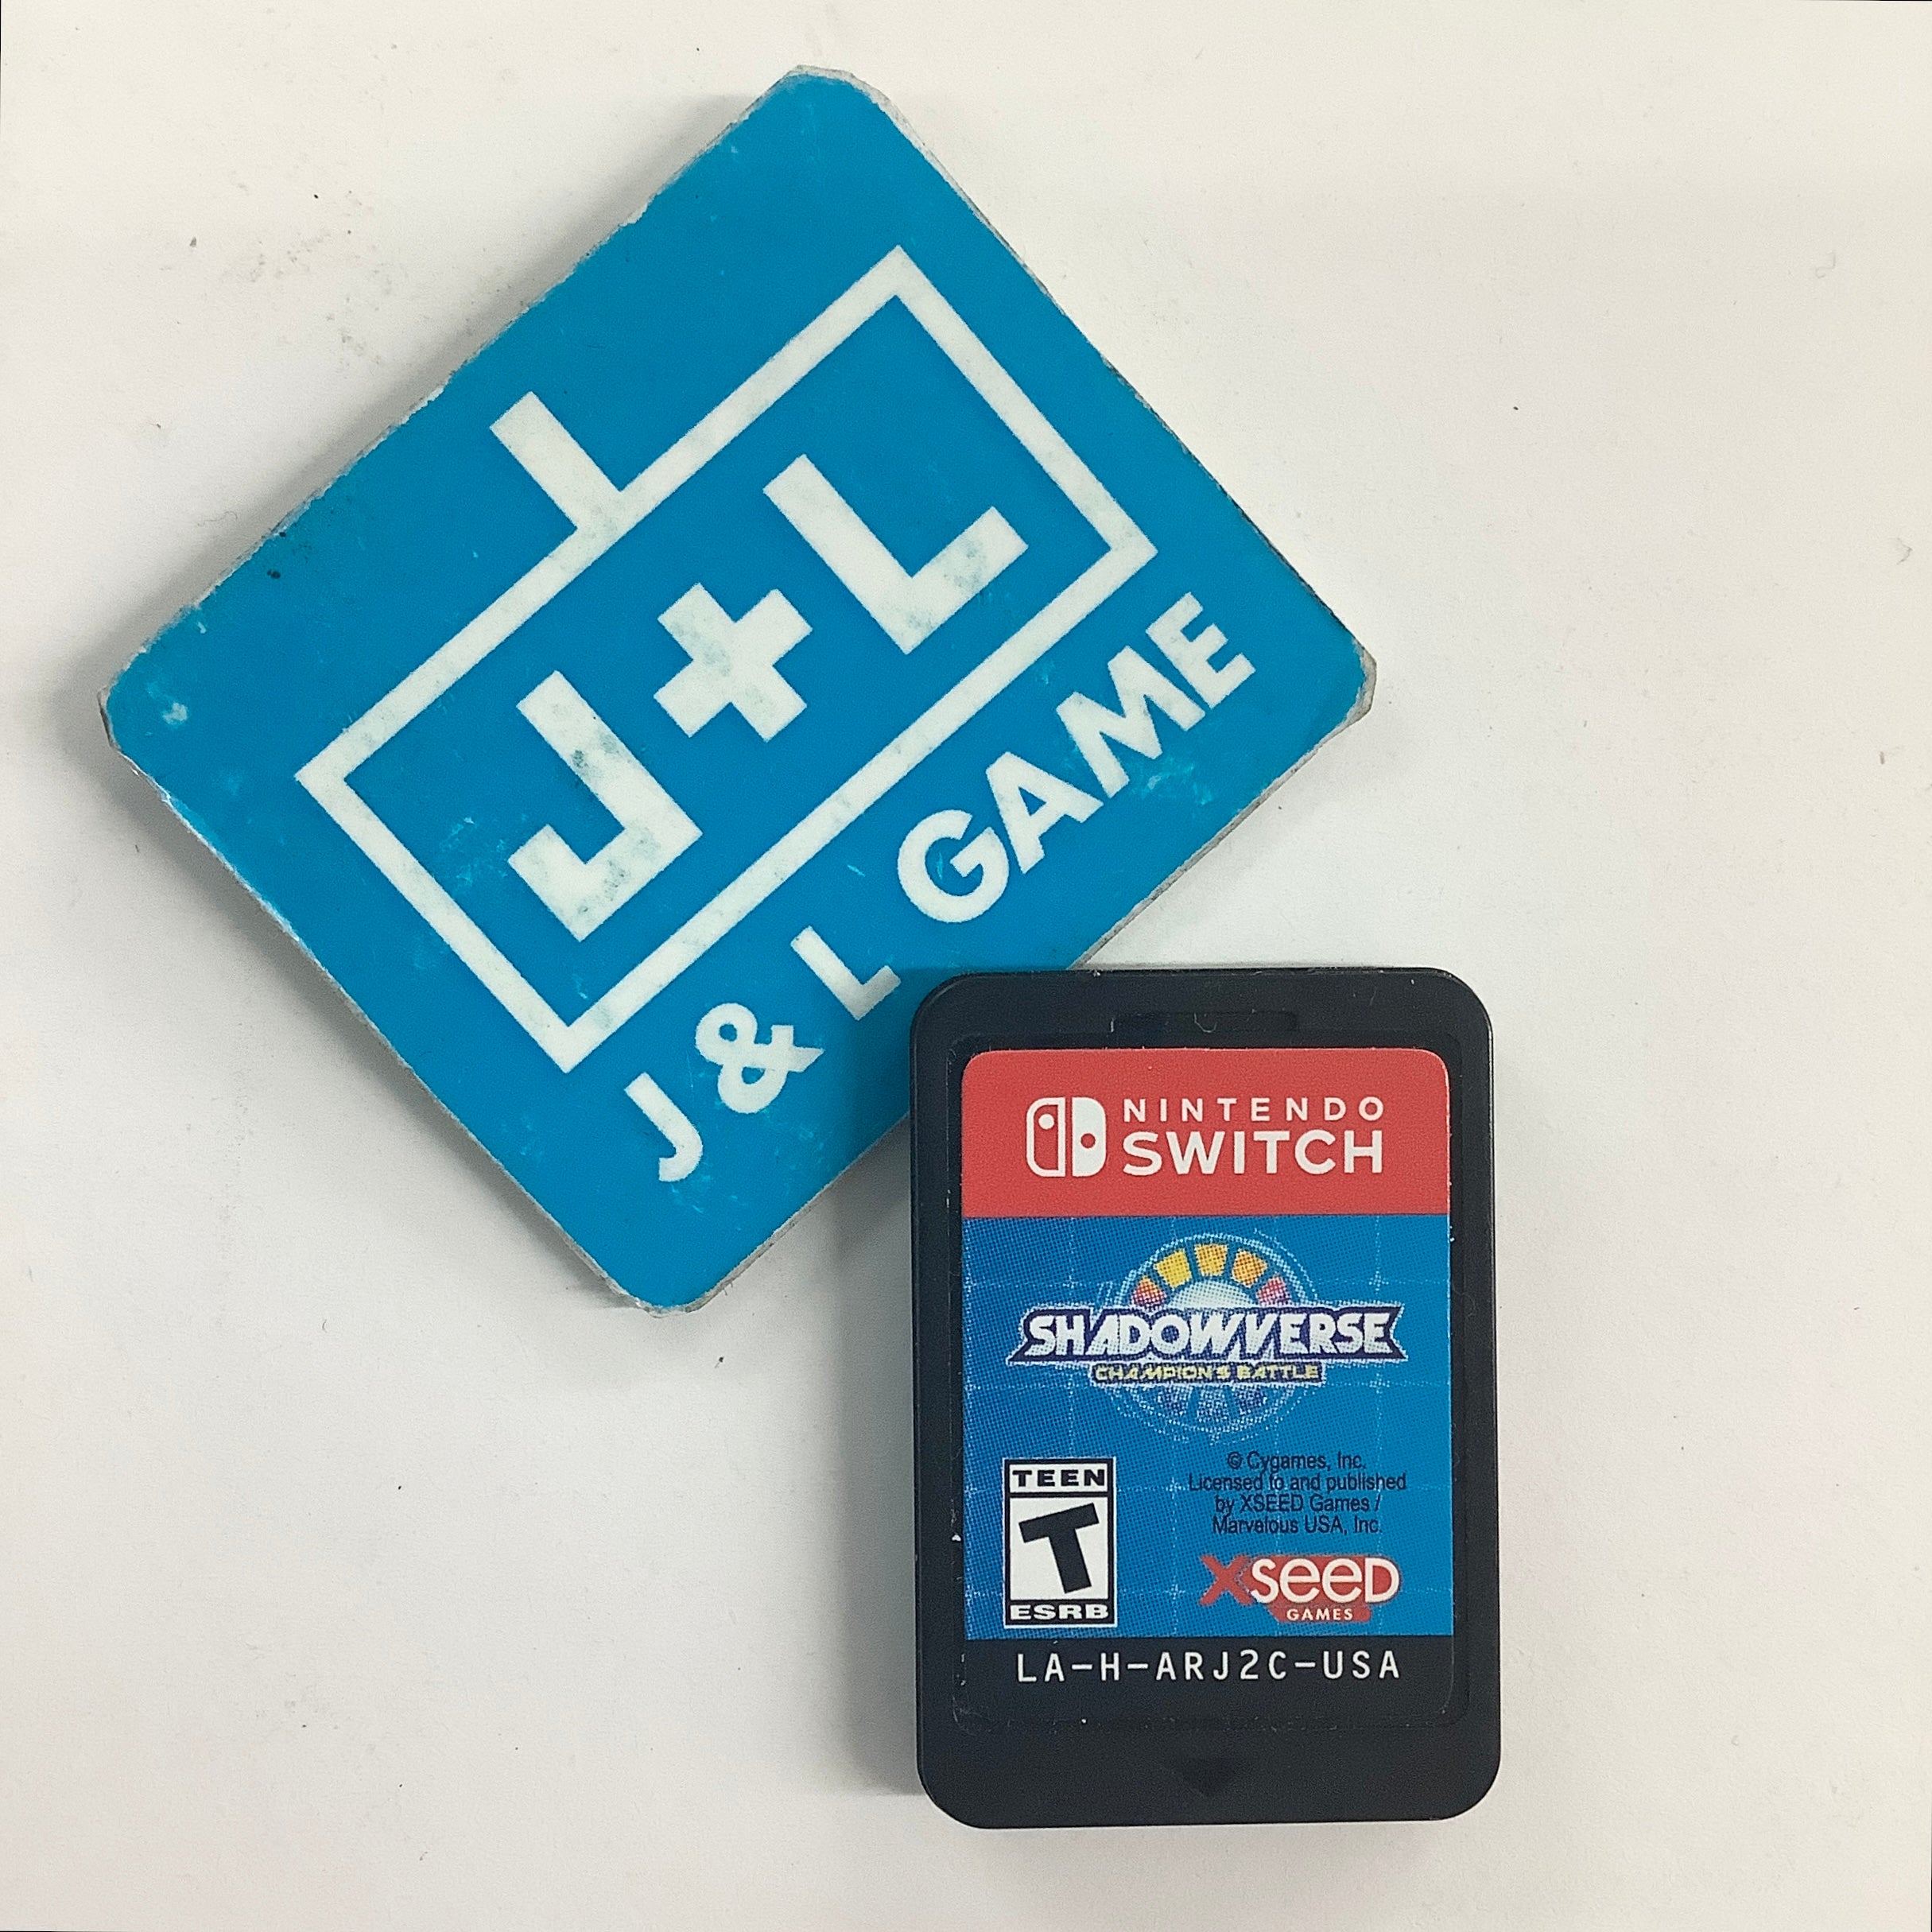 J+L
J & L GAME
NINTENDO
SWITCH
SHADOWVERSE
CHAMPION'S BATTLE
© Cygames, Inc.
Licensed to and published
by XSEED Games /
Marvelous USA, Inc.
TEEN
T
ESRB
XSEED
GAMES
LA-H-ARJ2C-USA